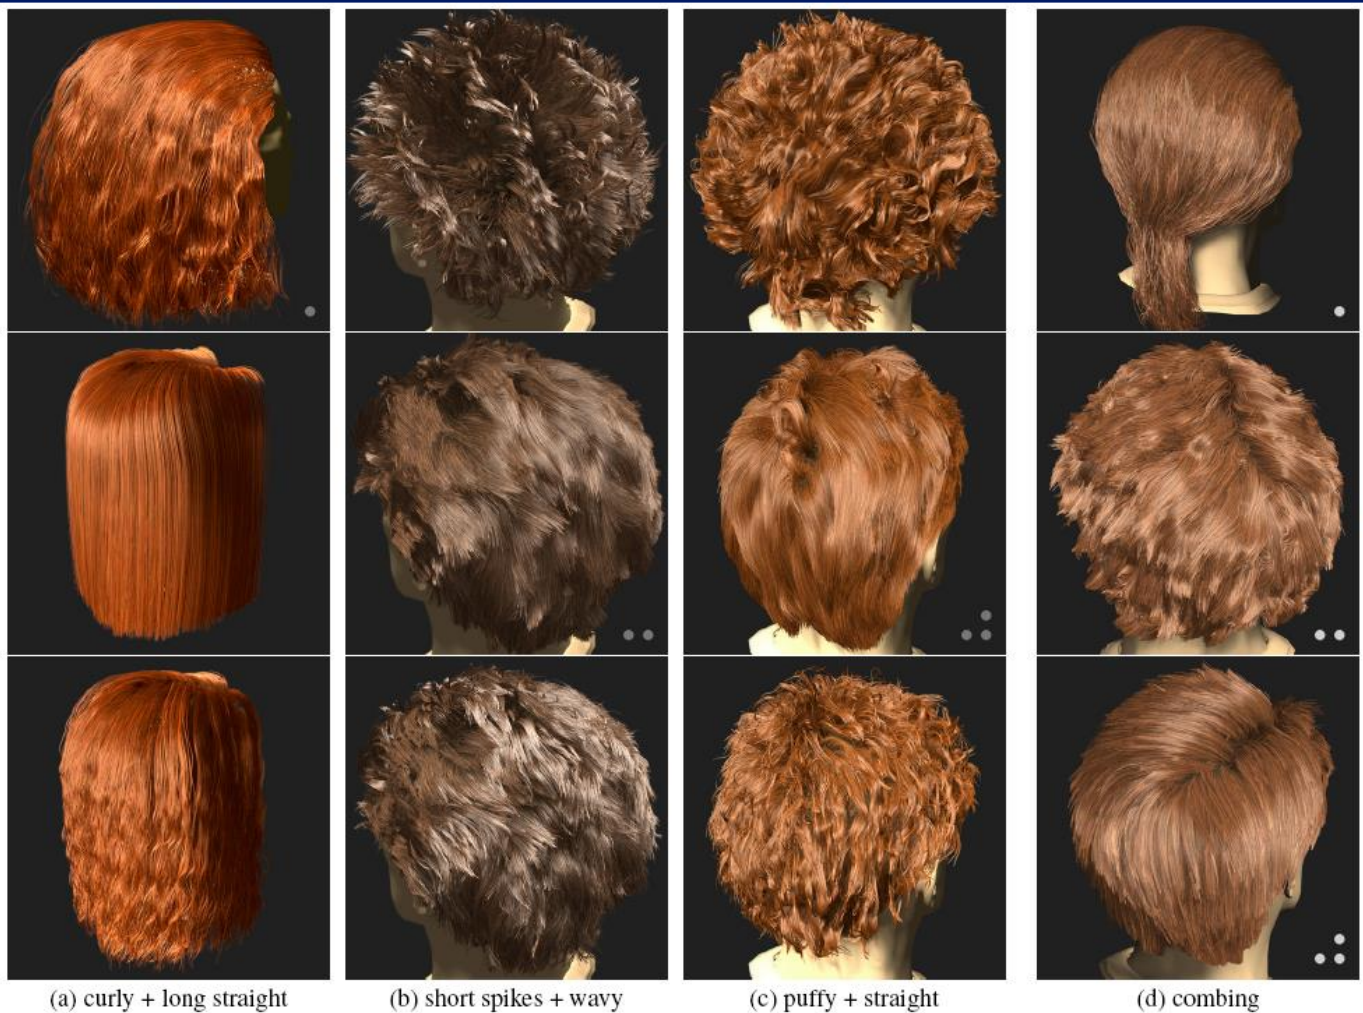 (a) curly + long straight
(b) short spikes + wavy
(c) puffy + straight
(d) combing